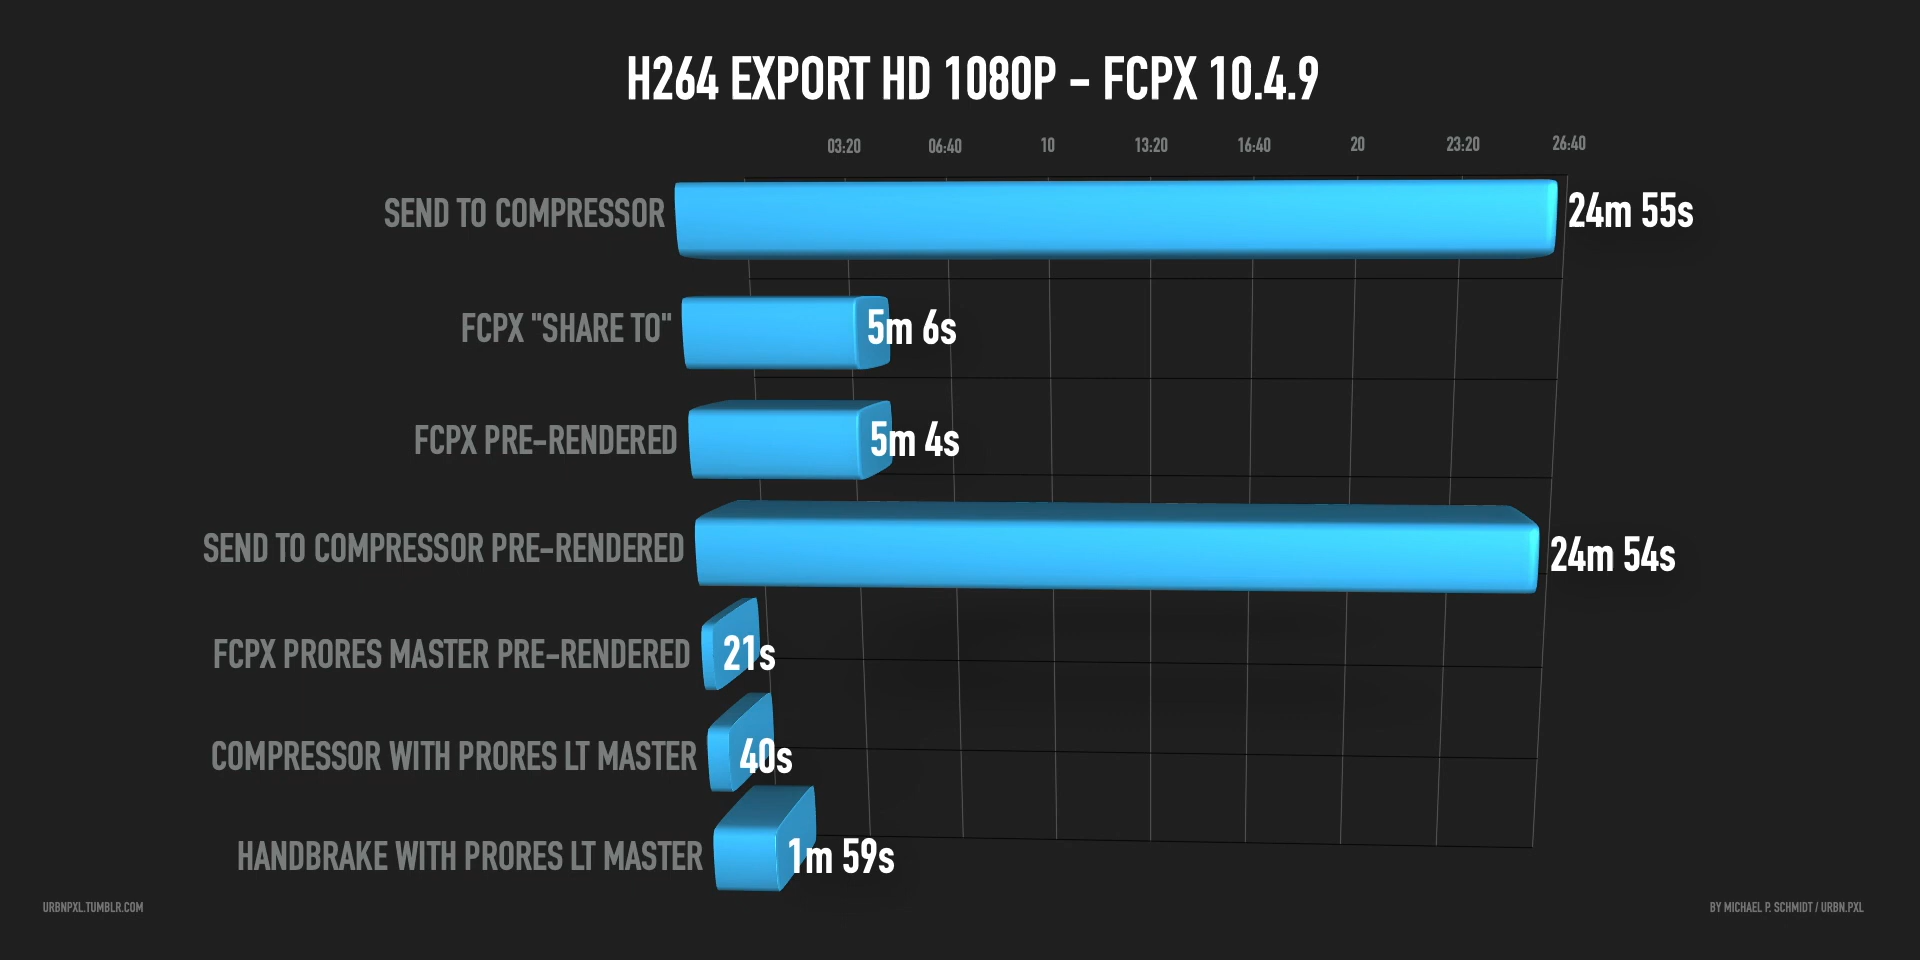 H264 EXPORT HD 1080P - FCPX 10.4.9
03:20 06:40 10 13:20 16:40 20 23:20 26:40
SEND TO COMPRESSOR 24m 55s
FCPX "SHARE TO" 5m 6s
FCPX PRE-RENDERED 5m 4s
SEND TO COMPRESSOR PRE-RENDERED 24m 54s
FCPX PRORES MASTER PRE-RENDERED 21s
COMPRESSOR WITH PRORES LT MASTER 40s
HANDBRAKE WITH PRORES LT MASTER 1m 59s
URBNPXL.TUMBLR.COM
BY MICHAEL P. SCHMIDT / URBN.PXL